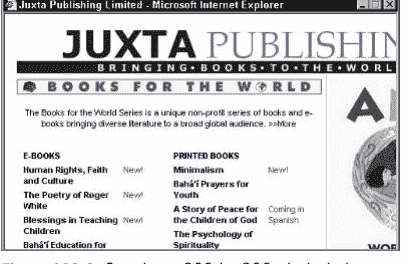 Juxta Publishing Limited - Microsoft Internet Explorer
JUXTA PUBLISHIN
BRINGING•BOOKS•TO•THE•WORL
BOOKS FOR THE WORLD
The Books for the World Series is a unique non-profit series of books and e-
books bringing diverse literature to a broad global audience. >>More
E-BOOKS
Human Rights, Faith New!
and Culture
The Poetry of Roger New!
White
Blessings in Teaching New!
Children
Bahá'í Education for
PRINTED BOOKS
Minimalism New!
Bahá'í Prayers for
Youth
A Story of Peace for Coming in
the Children of God Spanish
The Psychology of
Spirituality
A
WOR